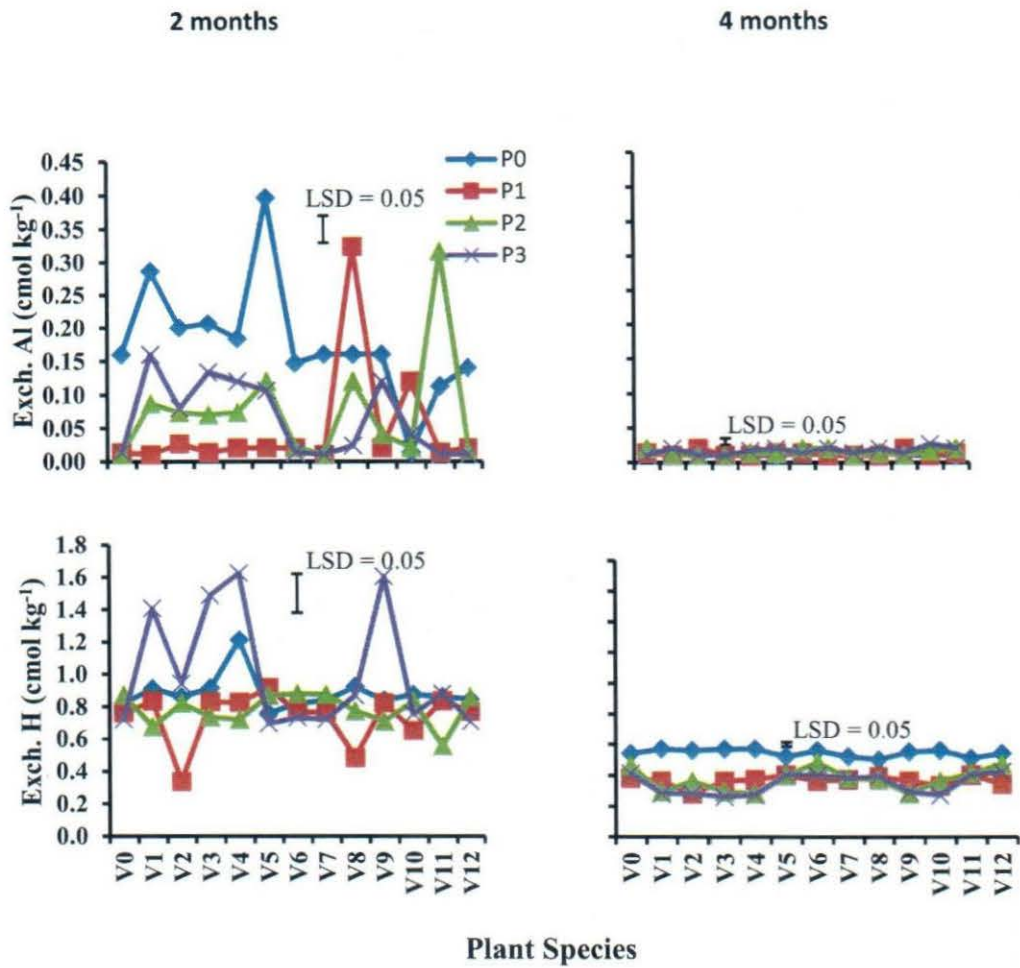 2 months
4 months
Exch. Al (cmol kg⁻¹)
0.45
0.40
0.35
0.30
0.25
0.20
0.15
0.10
0.05
0.00
P0
P1
P2
P3
LSD = 0.05
LSD = 0.05
Exch. H (cmol kg⁻¹)
1.8
1.6
1.4
1.2
1.0
0.8
0.6
0.4
0.2
0.0
LSD = 0.05
LSD = 0.05
V0 V1 V2 V3 V4 V5 V6 V7 V8 V9 V10 V11 V12
V0 V1 V2 V3 V4 V5 V6 V7 V8 V9 V10 V11 V12
Plant Species